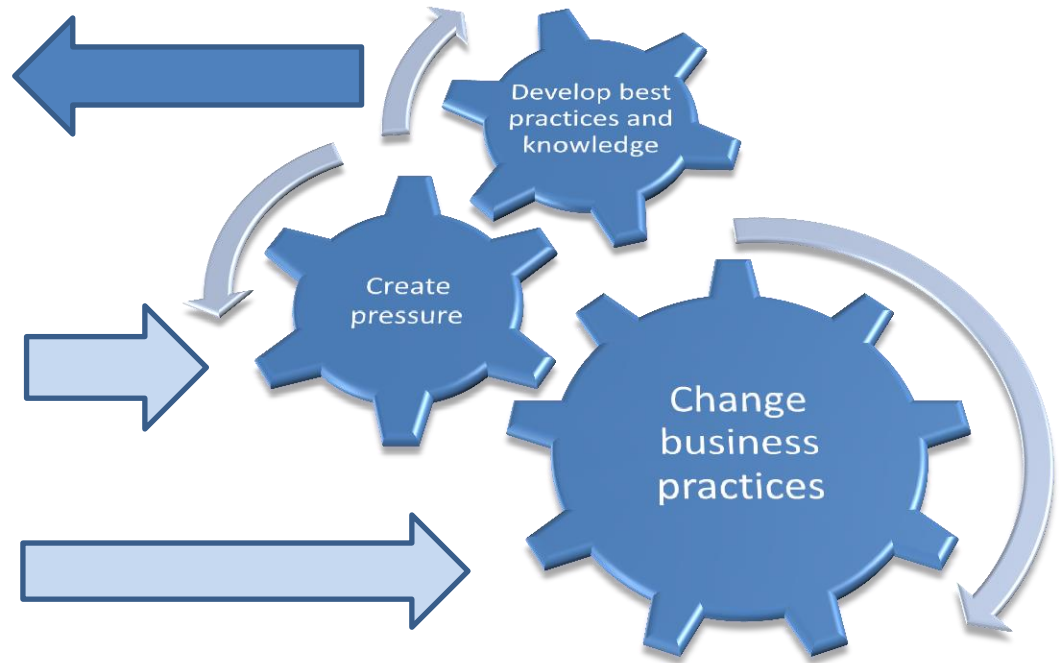 Develop best
practices and
knowledge
Create
pressure
Change
business
practices